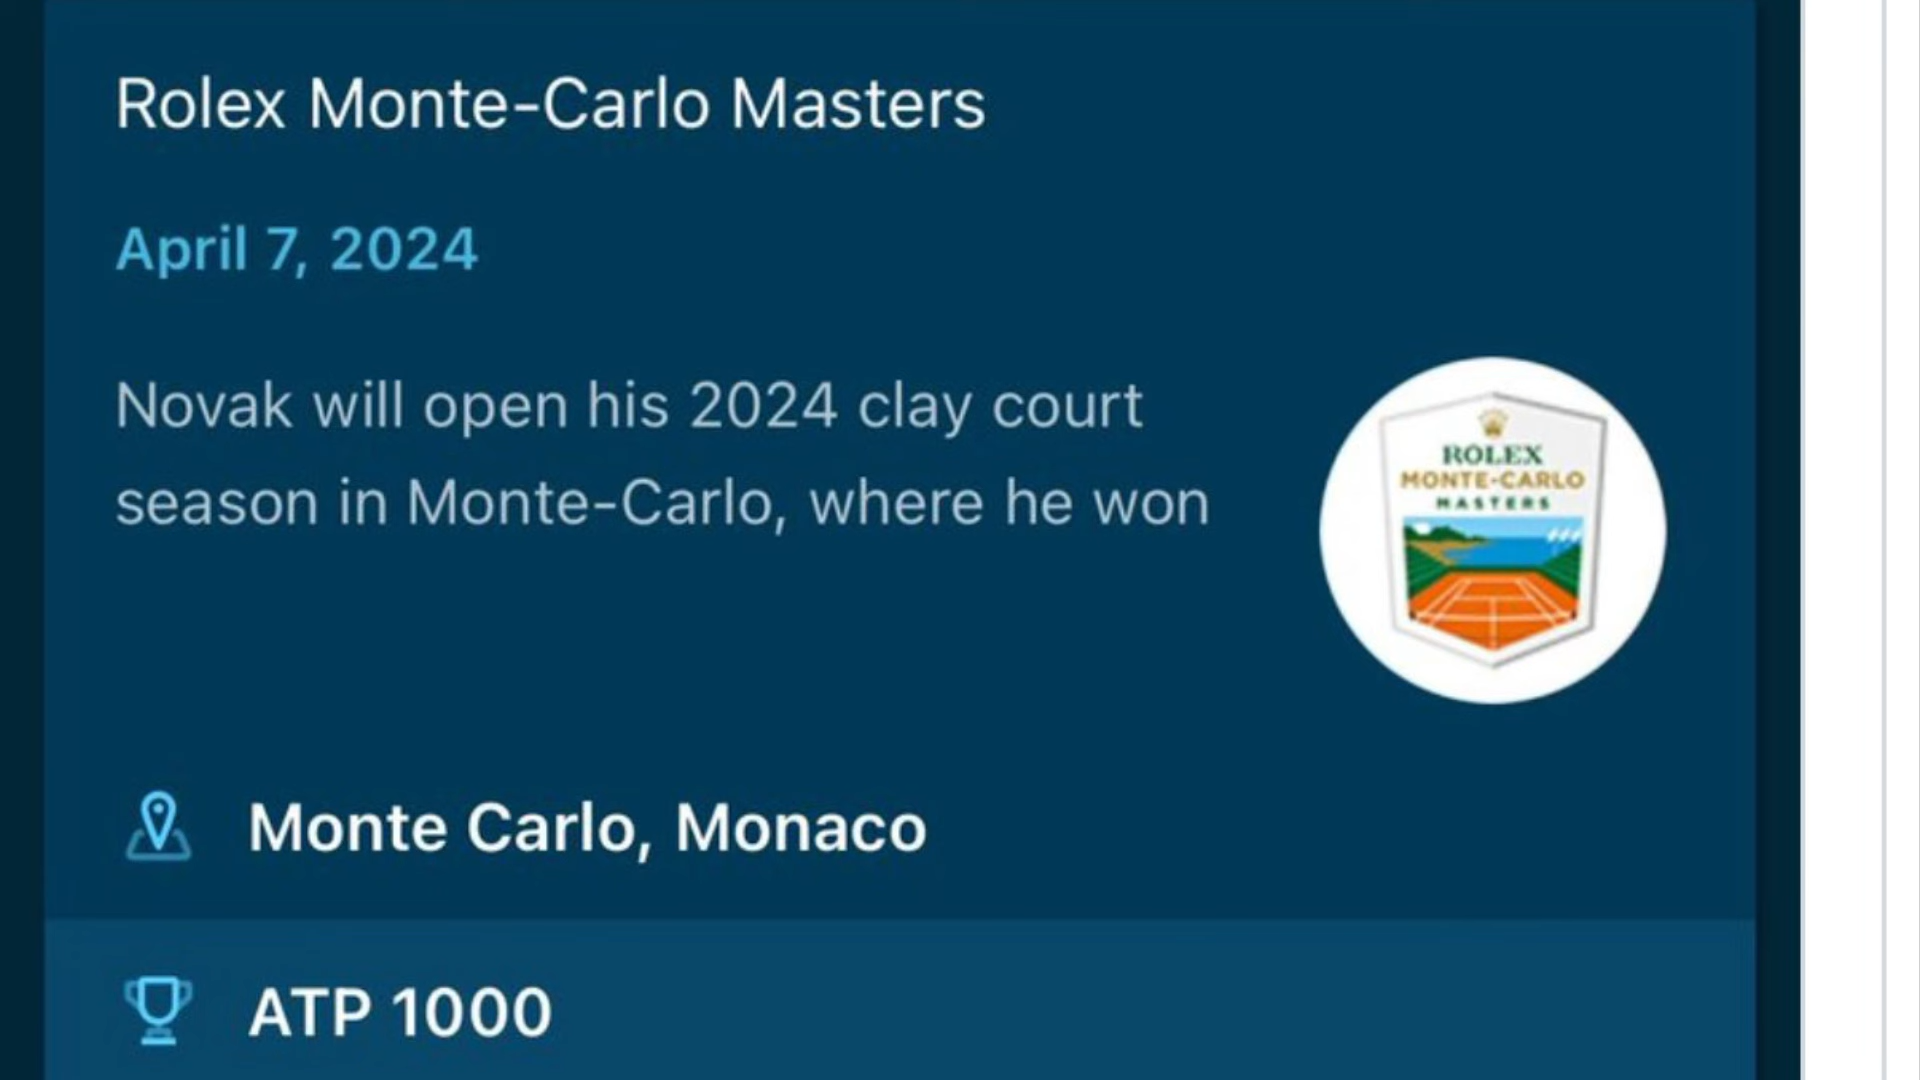 Rolex Monte-Carlo Masters
April 7, 2024
Novak will open his 2024 clay court
season in Monte-Carlo, where he won
ROLEX
MONTE-CARLO
MASTERS
Monte Carlo, Monaco
ATP 1000